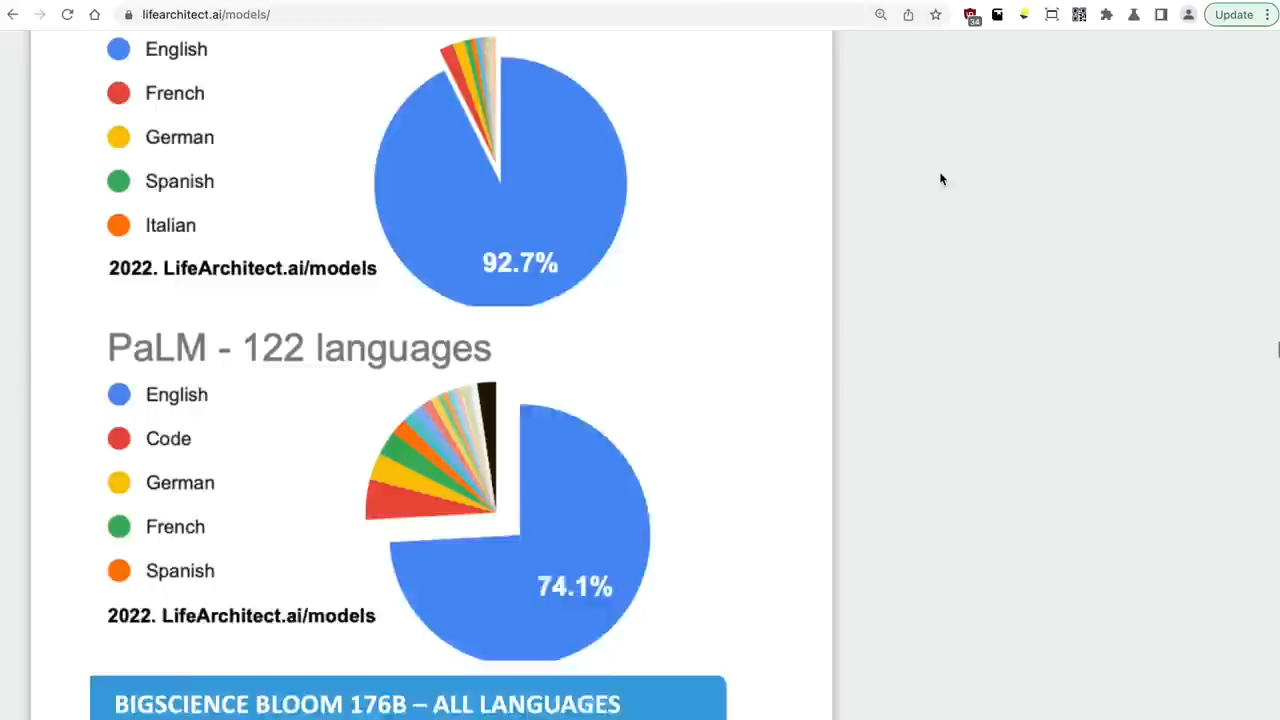 lifearchitect.ai/models/
34
Update
English
French
German
Spanish
Italian
92.7%
2022. LifeArchitect.ai/models
PaLM - 122 languages
English
Code
German
French
Spanish
74.1%
2022. LifeArchitect.ai/models
BIGSCIENCE BLOOM 176B – ALL LANGUAGES